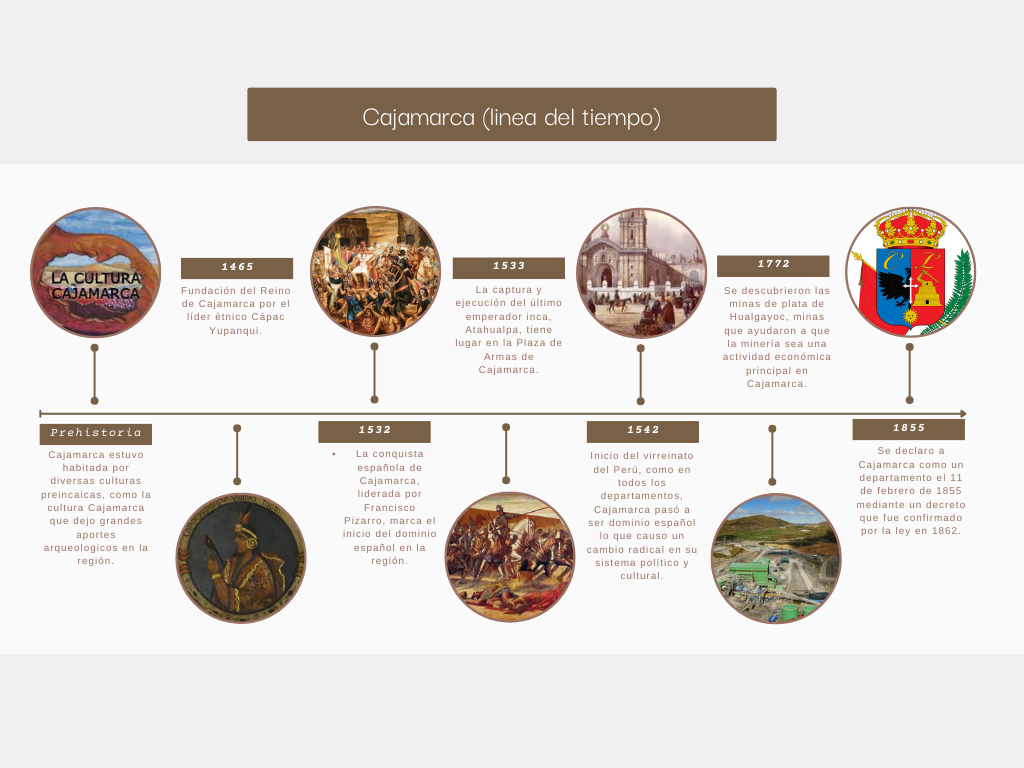 Cajamarca (linea del tiempo)
LA CULTURA
CAJAMARCA
Prehistoria
Cajamarca estuvo
habitada por
diversas culturas
preincaicas, como la
cultura Cajamarca
que dejo grandes
aportes
arqueologicos en la
región.
1465
Fundación del Reino
de Cajamarca por el
líder étnico Cápac
Yupanqui.
1532
• La conquista
española de
Cajamarca,
liderada por
Francisco
Pizarro, marca el
inicio del dominio
español en la
región.
1533
La captura y
ejecución del último
emperador inca,
Atahualpa, tiene
lugar en la Plaza de
Armas de
Cajamarca.
1542
Inicio del virreinato
del Perú, como en
todos los
departamentos,
Cajamarca pasó a
ser dominio español
lo que causo un
cambio radical en su
sistema político y
cultural.
1772
Se descubrieron las
minas de plata de
Hualgayoc, minas
que ayudaron a que
la minería sea una
actividad económica
principal en
Cajamarca.
1855
Se declaro a
Cajamarca como un
departamento el 11
de febrero de 1855
mediante un decreto
que fue confirmado
por la ley en 1862.